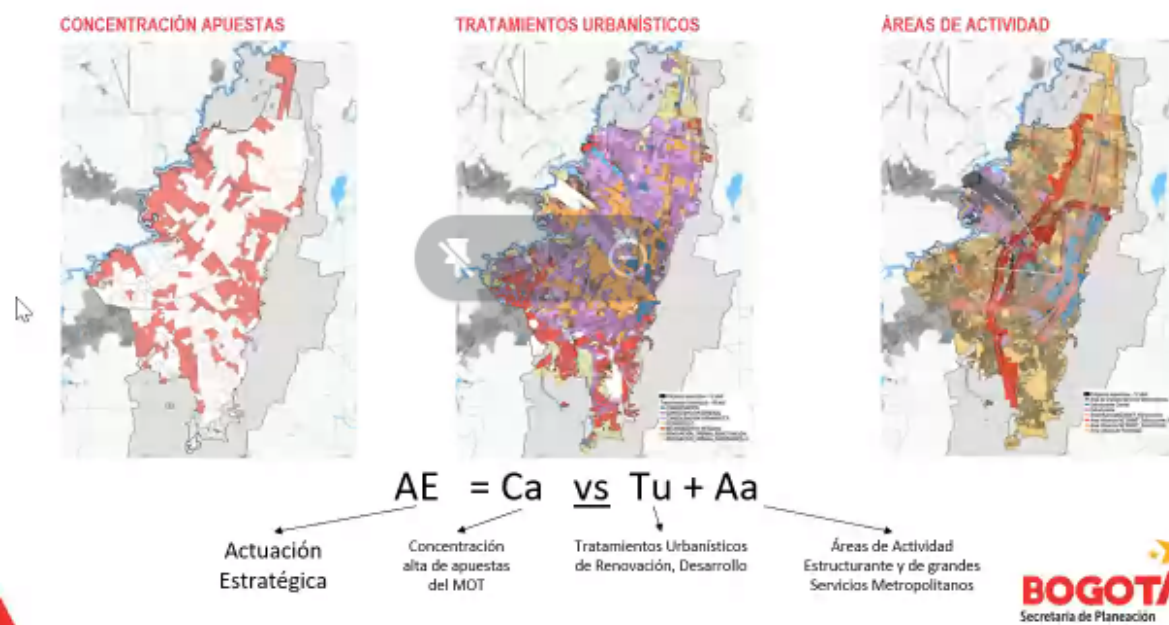 CONCENTRACIÓN APUESTAS
TRATAMIENTOS URBANÍSTICOS
ÁREAS DE ACTIVIDAD
AE = Ca vs Tu + Aa
Actuación
Estratégica
Concentración
alta de apuestas
del MOT
Tratamientos Urbanísticos
de Renovación, Desarrollo
Áreas de Actividad
Estructurante y de grandes
Servicios Metropolitanos
BOGOTÁ
Secretaría de Planeación